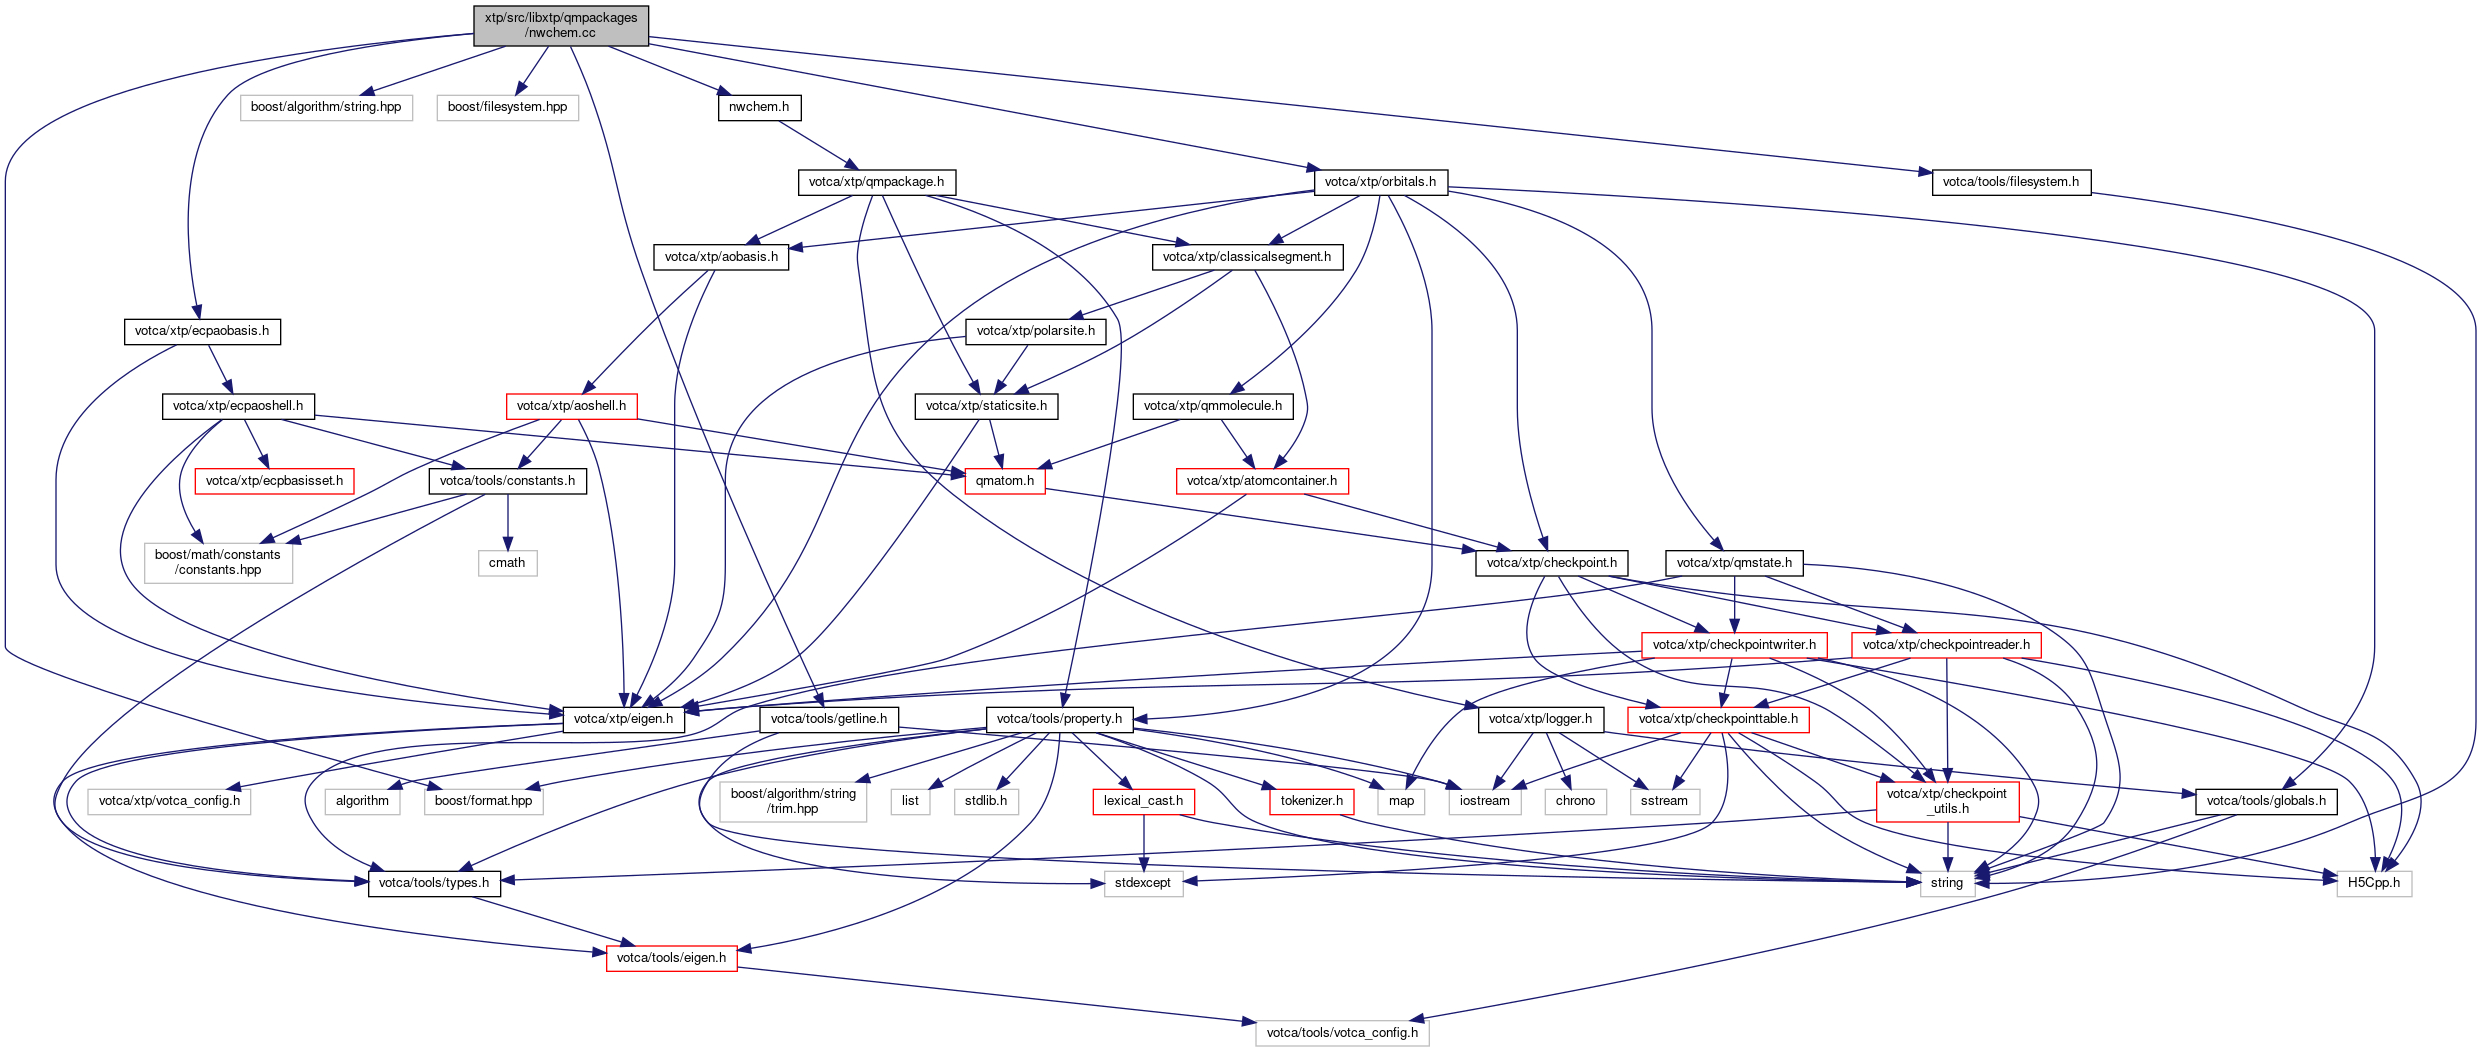 xtp/src/libxtp/qmpackages
/nwchem.cc
boost/algorithm/string.hpp
boost/filesystem.hpp
nwchem.h
votca/xtp/qmpackage.h
votca/xtp/orbitals.h
votca/tools/filesystem.h
votca/xtp/aobasis.h
votca/xtp/classicalsegment.h
votca/xtp/ecpaobasis.h
votca/xtp/polarsite.h
votca/xtp/ecpaoshell.h
votca/xtp/aoshell.h
votca/xtp/staticsite.h
votca/xtp/qmmolecule.h
votca/xtp/ecpbasisset.h
votca/tools/constants.h
qmatom.h
votca/xtp/atomcontainer.h
boost/math/constants
/constants.hpp
cmath
votca/xtp/checkpoint.h
votca/xtp/qmstate.h
votca/xtp/checkpointwriter.h
votca/xtp/checkpointreader.h
votca/xtp/eigen.h
votca/tools/getline.h
votca/tools/property.h
votca/xtp/logger.h
votca/xtp/checkpointtable.h
votca/xtp/votca_config.h
algorithm
boost/format.hpp
boost/algorithm/string
/trim.hpp
list
stdlib.h
lexical_cast.h
tokenizer.h
map
iostream
chrono
sstream
votca/xtp/checkpoint
_utils.h
votca/tools/globals.h
votca/tools/types.h
stdexcept
string
H5Cpp.h
votca/tools/eigen.h
votca/tools/votca_config.h